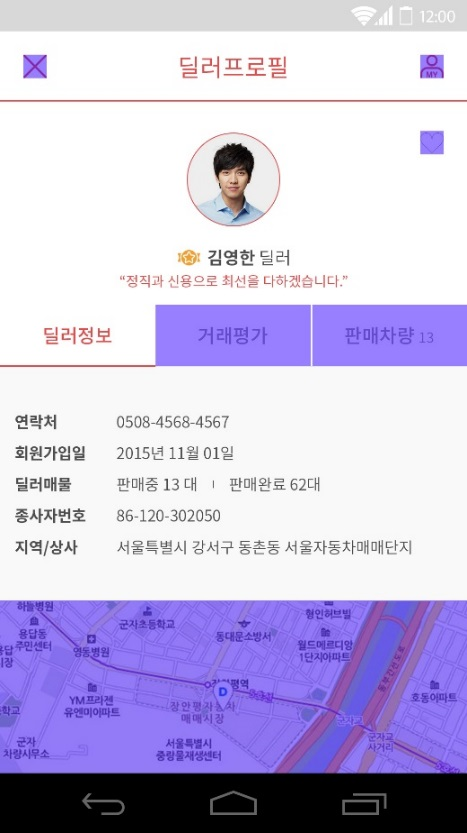 12:00
딜러프로필
MY
김영한 딜러
“정직과 신용으로 최선을 다하겠습니다.”
딜러정보 거래평가 판매차량 13
연락처 0508-4568-4567
회원가입일 2015년 11월 01일
딜러매물 판매중 13 대 ı 판매완료 62대
종사자번호 86-120-302050
지역/상사 서울특별시 강서구 동촌동 서울자동차매매단지
하늘병원
군자초등학교
형인허브빌
용답동
주민센터
동대문소방서
영동병원
월드메르디앙
1단지아파트
D
YM프라젠
유엔미아파트
장안평자동차
매매시장
호동아파트
군자교
군자교
사거리
군자
차량사무소
서울특별시
중랑물재생센터